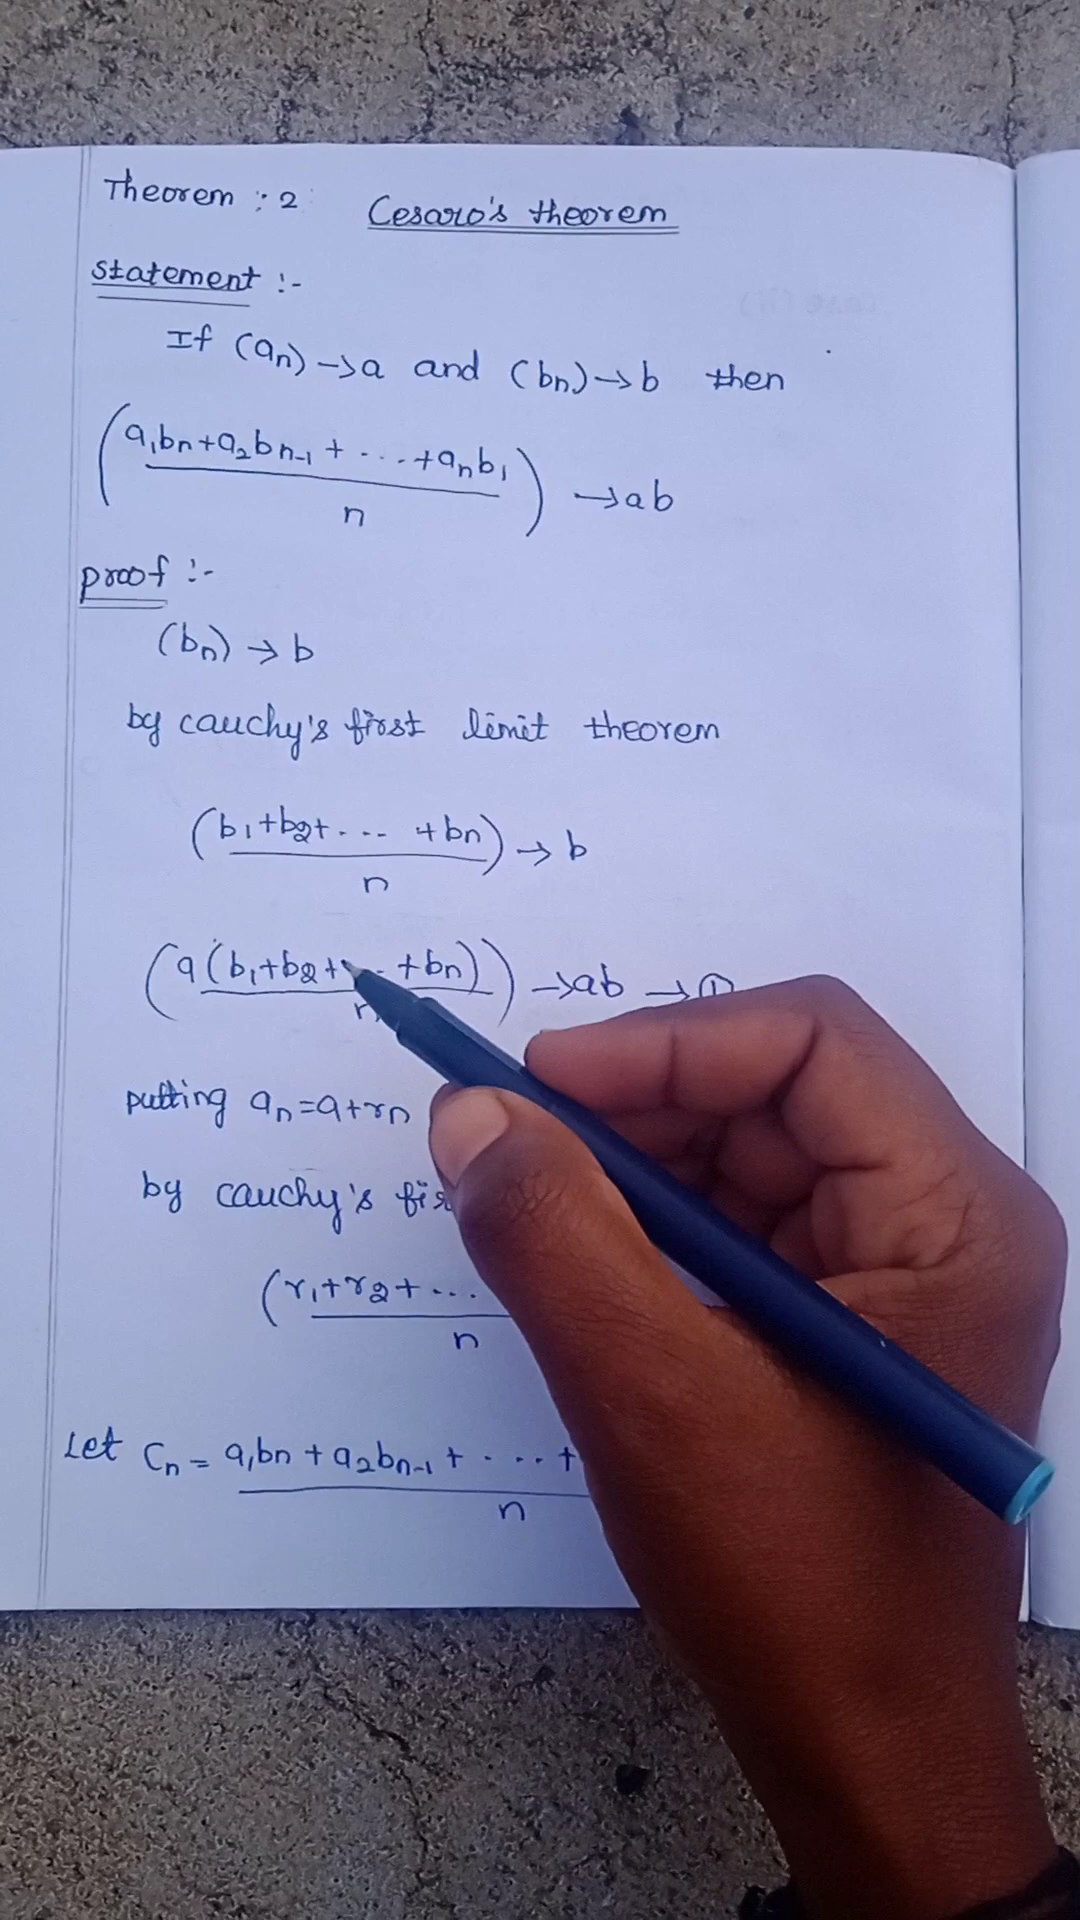 Theorem : 2 Cesaro's theorem
Statement :-
If (an) → a and (bn) → b then
(a1bn + a2bn-1 + ... + anb1
n) → ab
proof :-
(bn) → b
by cauchy's first limit theorem
(b1+b2+.... +bn) → b
n
(a(b1+b2+.. +bn)) → ab → ①
n
putting an = a+rn
by cauchy's
(r1+r2+...
n
Let Cn = a1bn + a2bn-1 + .... +
n